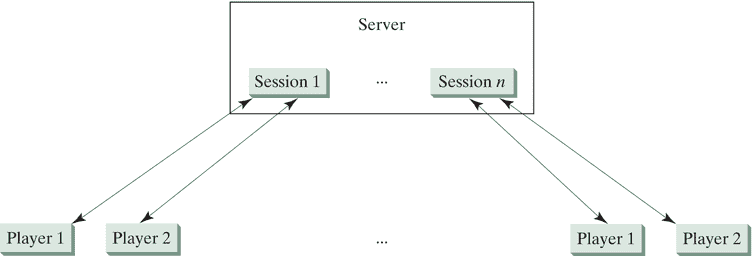 Server
Session 1 ... Session n
Player 1 Player 2 ... Player 1 Player 2